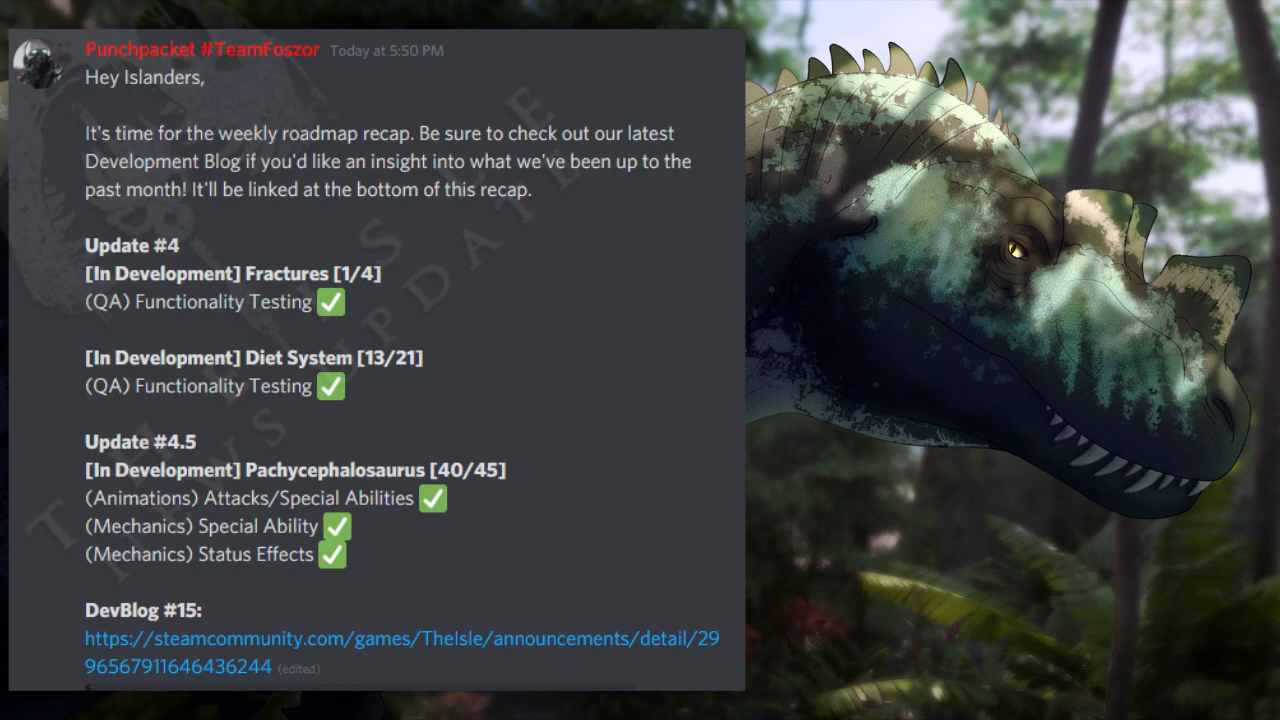 Punchpacket #TeamFoszor Today at 5:50 PM
Hey Islanders,
It's time for the weekly roadmap recap. Be sure to check out our latest
Development Blog if you'd like an insight into what we've been up to the
past month! It'll be linked at the bottom of this recap.
Update #4
[In Development] Fractures [1/4]
(QA) Functionality Testing ✅
[In Development] Diet System [13/21]
(QA) Functionality Testing ✅
Update #4.5
[In Development] Pachycephalosaurus [40/45]
(Animations) Attacks/Special Abilities ✅
(Mechanics) Special Ability ✅
(Mechanics) Status Effects ✅
DevBlog #15:
https://steamcommunity.com/games/TheIsle/announcements/detail/29
96567911646436244 (edited)
THE ISLE
NEWS UPDATE